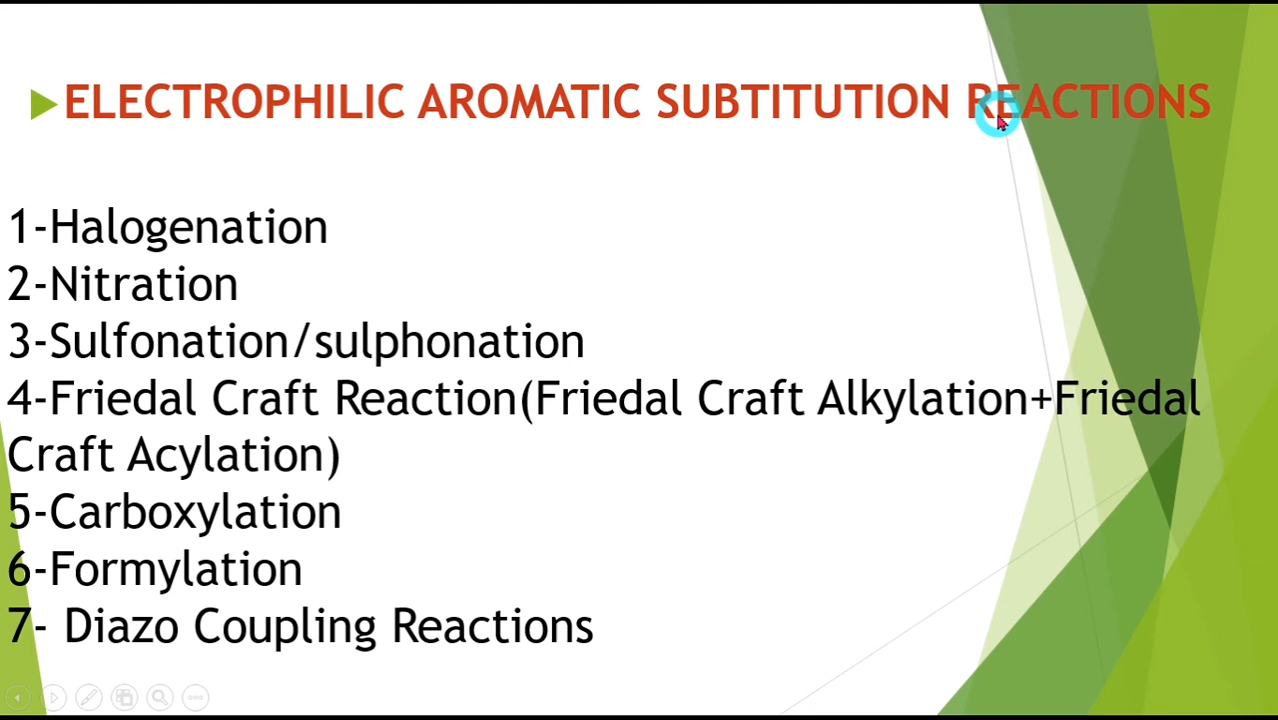 ELECTROPHILIC AROMATIC SUBTITUTION REACTIONS
1-Halogenation
2-Nitration
3-Sulfonation/sulphonation
4-Friedal Craft Reaction(Friedal Craft Alkylation+Friedal
Craft Acylation)
5-Carboxylation
6-Formylation
7- Diazo Coupling Reactions